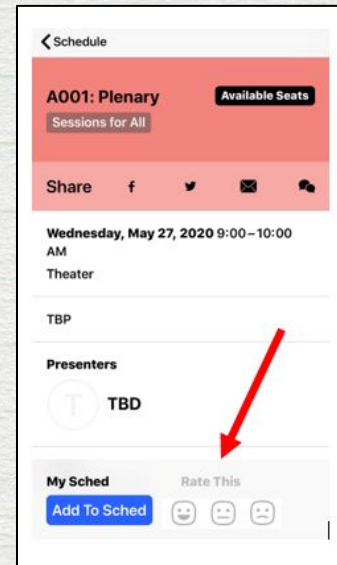 Schedule
A001: Plenary Available Seats
Sessions for All
Share
Wednesday, May 27, 2020 9:00–10:00
AM
Theater
TBP
Presenters
T TBD
My Sched Rate This
Add To Sched